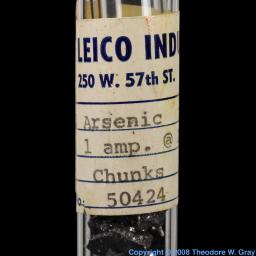 LEICO IND
250 W. 57th ST.
Arsenic
1 amp. @
Chunks
50424
Copyright ©2008 Theodore W. Gray